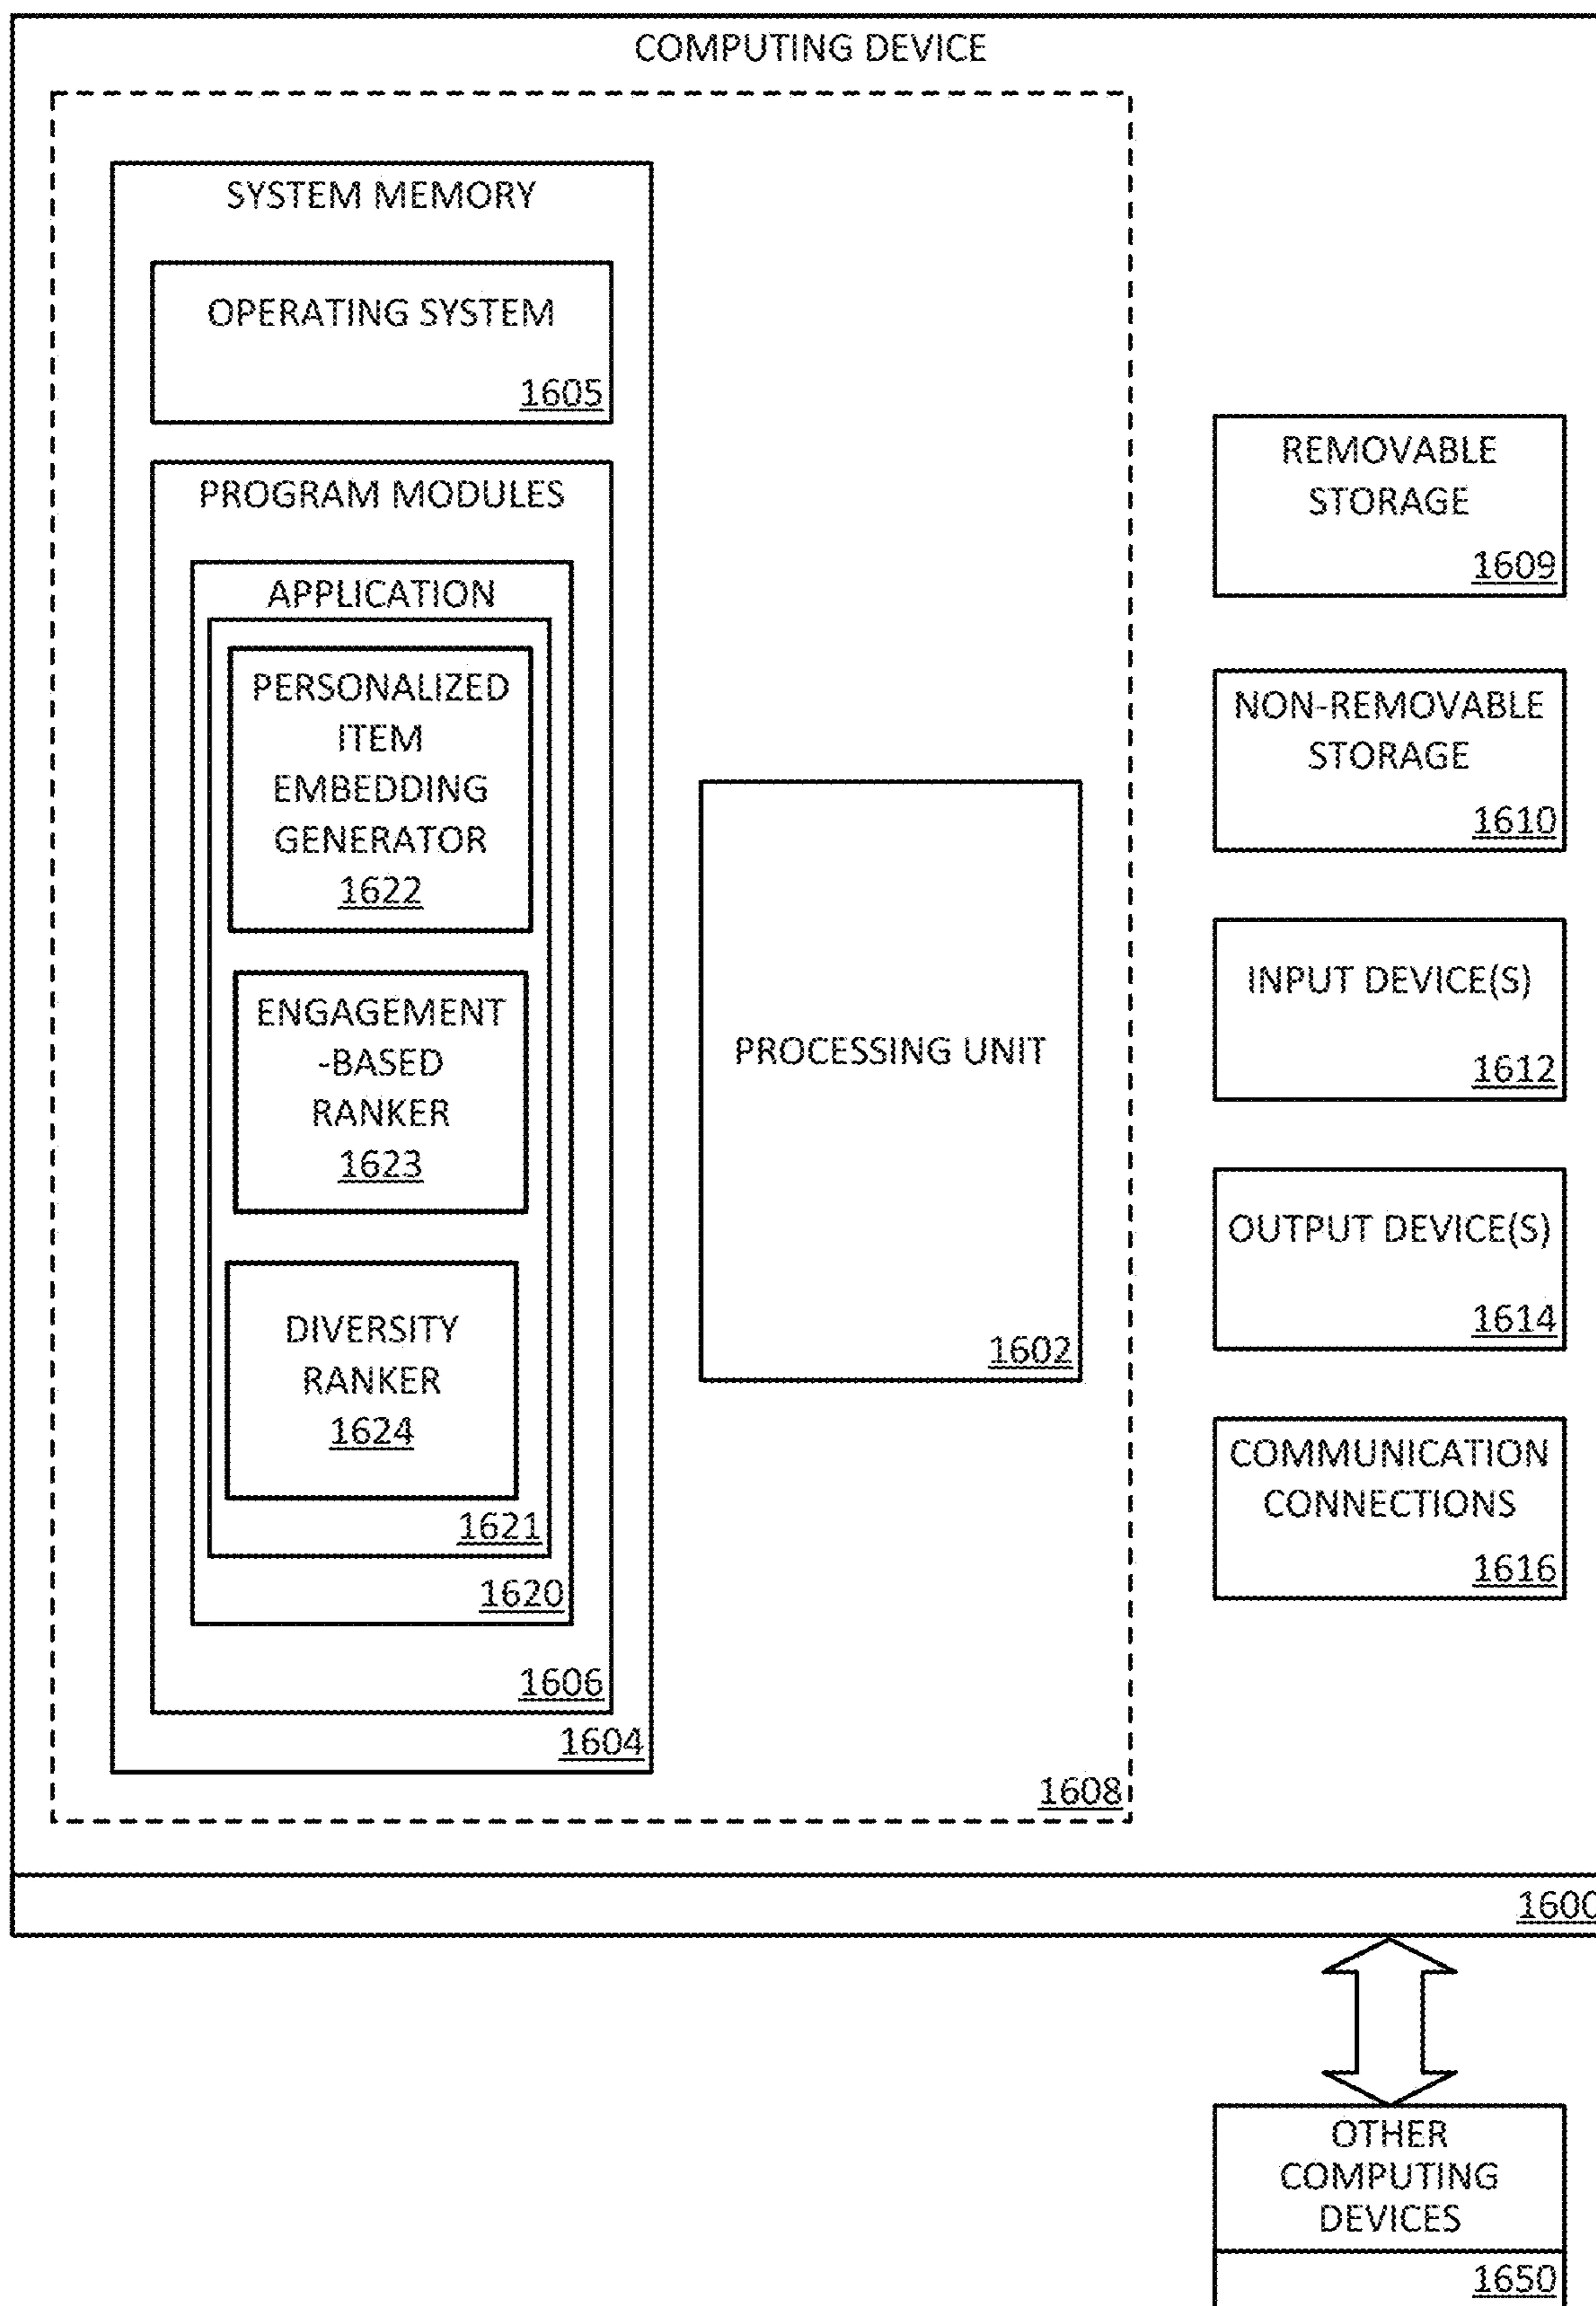 COMPUTING DEVICE
SYSTEM MEMORY
OPERATING SYSTEM
1605
PROGRAM MODULES
APPLICATION
PERSONALIZED
ITEM
EMBEDDING
GENERATOR
1622
ENGAGEMENT
-BASED
RANKER
1623
DIVERSITY
RANKER
1624
1621
1620
1606
1604
PROCESSING UNIT
1602
1608
REMOVABLE
STORAGE
1609
NON-REMOVABLE
STORAGE
1610
INPUT DEVICE(S)
1612
OUTPUT DEVICE(S)
1614
COMMUNICATION
CONNECTIONS
1616
1600
OTHER
COMPUTING
DEVICES
1650